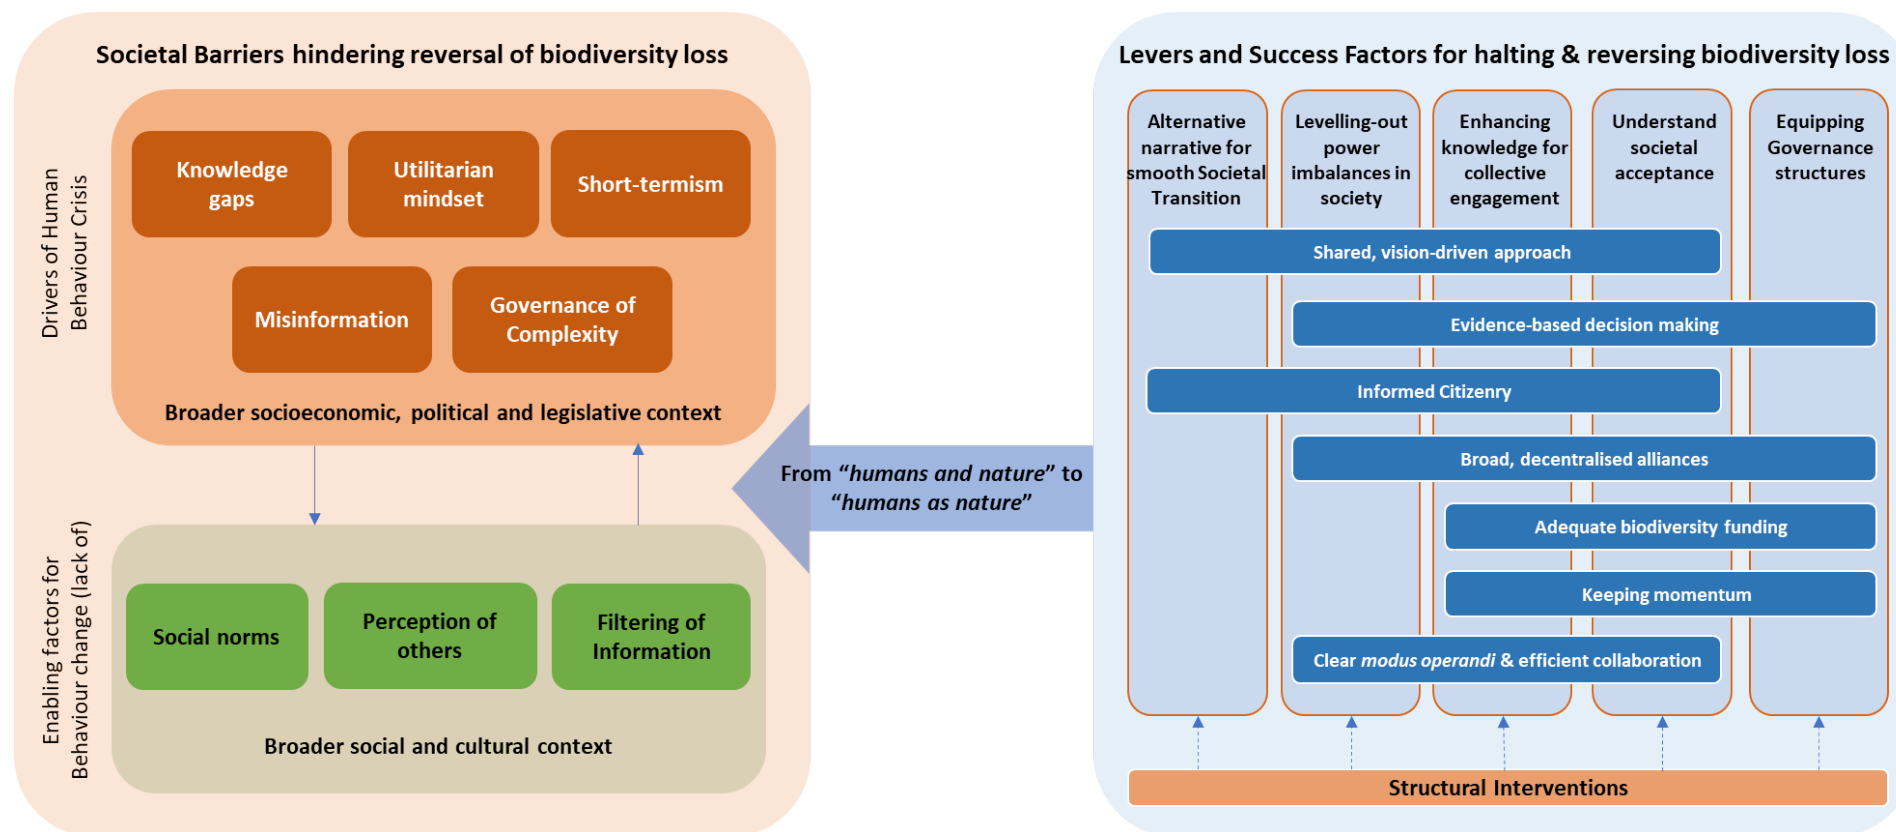 Societal Barriers hindering reversal of biodiversity loss
Drivers of Human
Behaviour Crisis
Knowledge
gaps
Utilitarian
mindset
Short-termism
Misinformation
Governance of
Complexity
Broader socioeconomic, political and legislative context
Enabling factors for
Behaviour change (lack of)
Social norms
Perception of
others
Filtering of
Information
Broader social and cultural context
From “humans and nature” to
“humans as nature”
Levers and Success Factors for halting & reversing biodiversity loss
Alternative
narrative for
smooth Societal
Transition
Levelling-out
power
imbalances in
society
Enhancing
knowledge for
collective
engagement
Understand
societal
acceptance
Equipping
Governance
structures
Shared, vision-driven approach
Evidence-based decision making
Informed Citizenry
Broad, decentralised alliances
Adequate biodiversity funding
Keeping momentum
Clear modus operandi & efficient collaboration
Structural Interventions